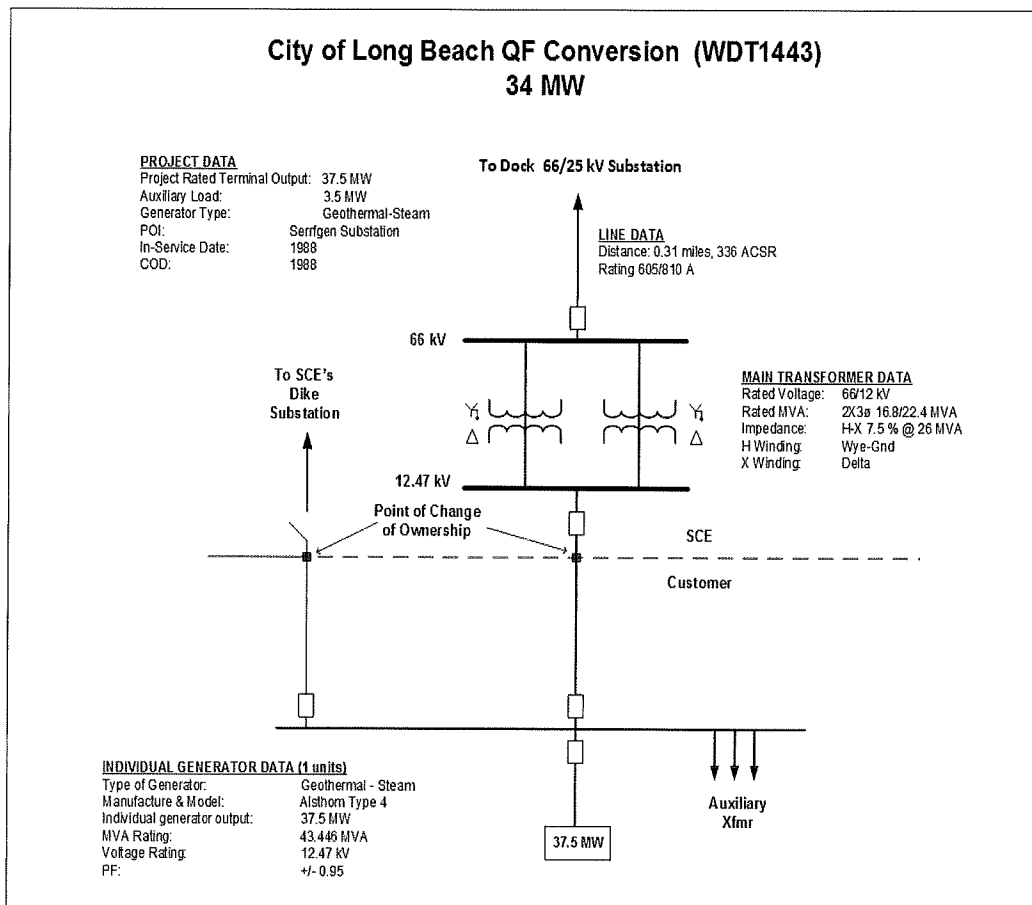 City of Long Beach QF Conversion (WDT1443)
34 MW
PROJECT DATA
Project Rated Terminal Output: 37.5 MW
Auxiliary Load: 3.5 MW
Generator Type: Geothermal-Steam
POI: Serrfgen Substation
In-Service Date: 1988
COD: 1988
To Dock 66/25 kV Substation
LINE DATA
Distance: 0.31 miles, 336 ACSR
Rating 605/810 A
66 kV
To SCE's
Dike
Substation
MAIN TRANSFORMER DATA
Rated Voltage: 66/12 kV
Rated MVA: 2X3ø 16.8/22.4 MVA
Impedance: H-X 7.5 % @ 26 MVA
H Winding: Wye-Gnd
X Winding: Delta
12.47 kV
Point of Change
of Ownership
SCE
Customer
INDIVIDUAL GENERATOR DATA (1 units)
Type of Generator: Geothermal - Steam
Manufacture & Model: Alsthom Type 4
Individual generator output: 37.5 MW
MVA Rating: 43.446 MVA
Voltage Rating: 12.47 kV
PF: +/- 0.95
37.5 MW
Auxiliary
Xfmr